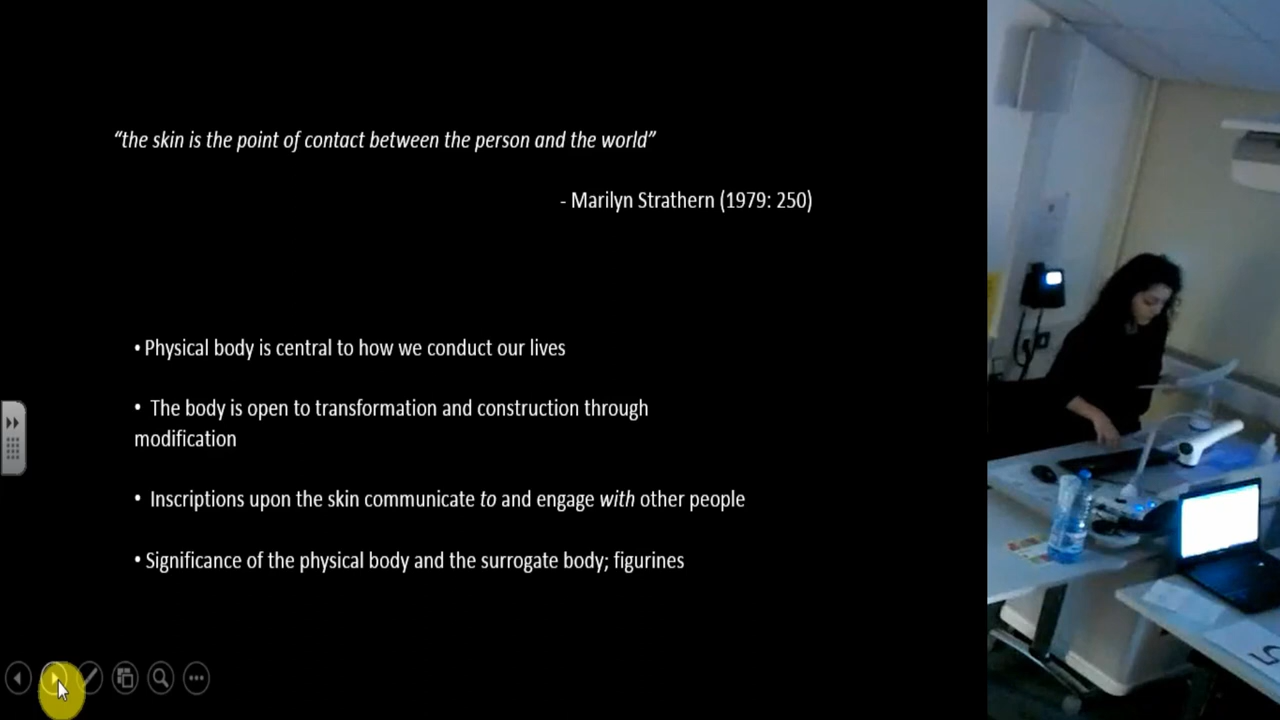 “the skin is the point of contact between the person and the world”
- Marilyn Strathern (1979: 250)
• Physical body is central to how we conduct our lives
• The body is open to transformation and construction through
modification
• Inscriptions upon the skin communicate to and engage with other people
• Significance of the physical body and the surrogate body; figurines